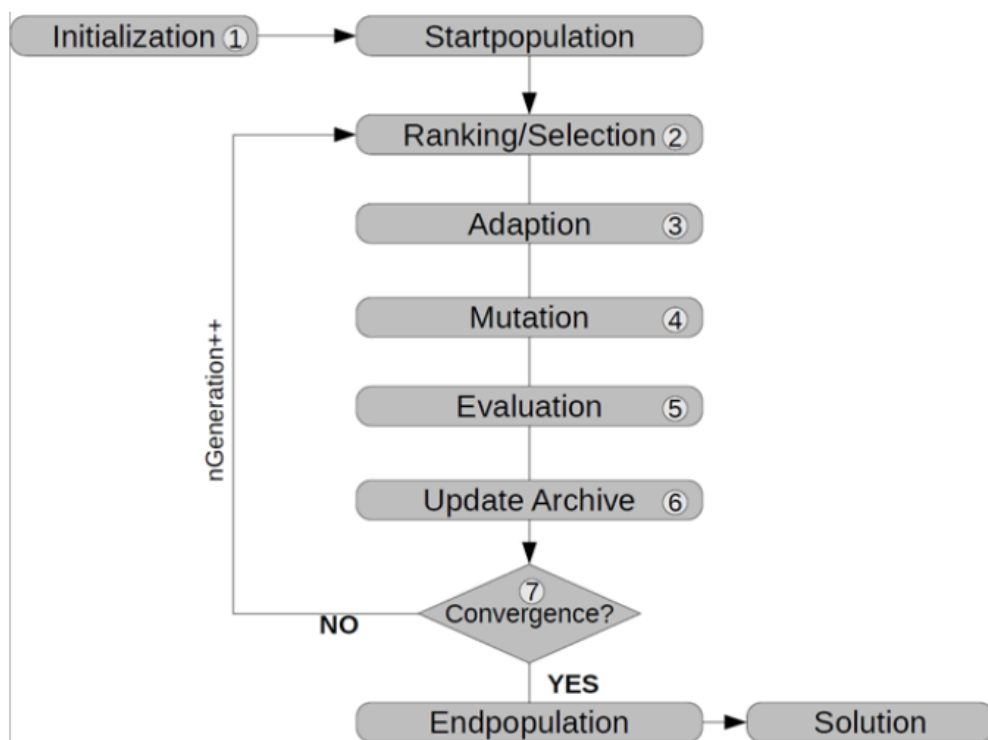 Initialization 1
Startpopulation
Ranking/Selection 2
Adaption 3
Mutation 4
nGeneration++
Evaluation 5
Update Archive 6
7
Convergence?
NO
YES
Endpopulation
Solution